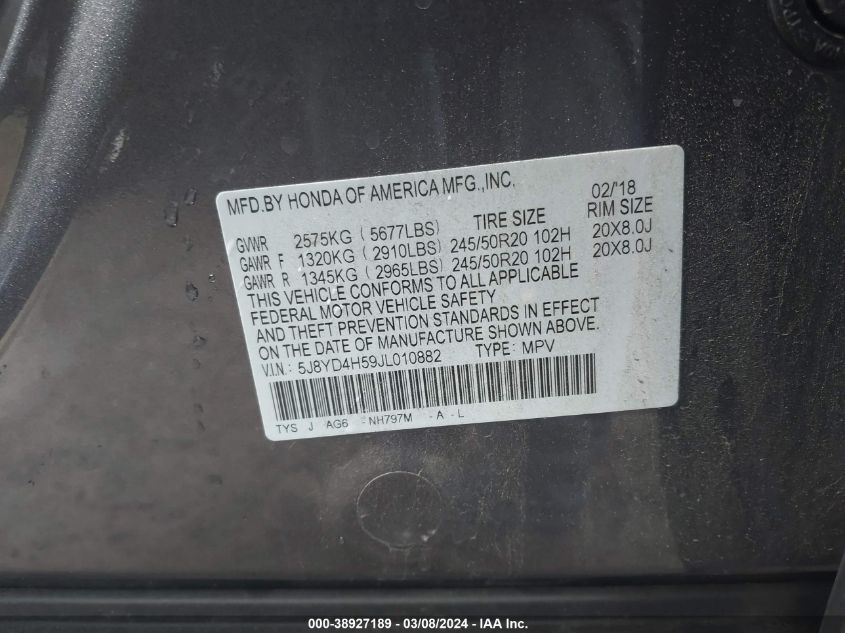 MFD.BY HONDA OF AMERICA MFG.,INC. 02/'18
GVWR 2575KG ( 5677LBS) TIRE SIZE RIM SIZE
GAWR F 1320KG ( 2910LBS) 245/50R20 102H 20X8.0J
GAWR R 1345KG ( 2965LBS) 245/50R20 102H 20X8.0J
THIS VEHICLE CONFORMS TO ALL APPLICABLE
FEDERAL MOTOR VEHICLE SAFETY
AND THEFT PREVENTION STANDARDS IN EFFECT
ON THE DATE OF MANUFACTURE SHOWN ABOVE.
V.I.N.: 5J8YD4H59JL010882 TYPE: MPV
TYS J AG6 NH797M -A -L
000-38927189 - 03/08/2024 - IAA Inc.